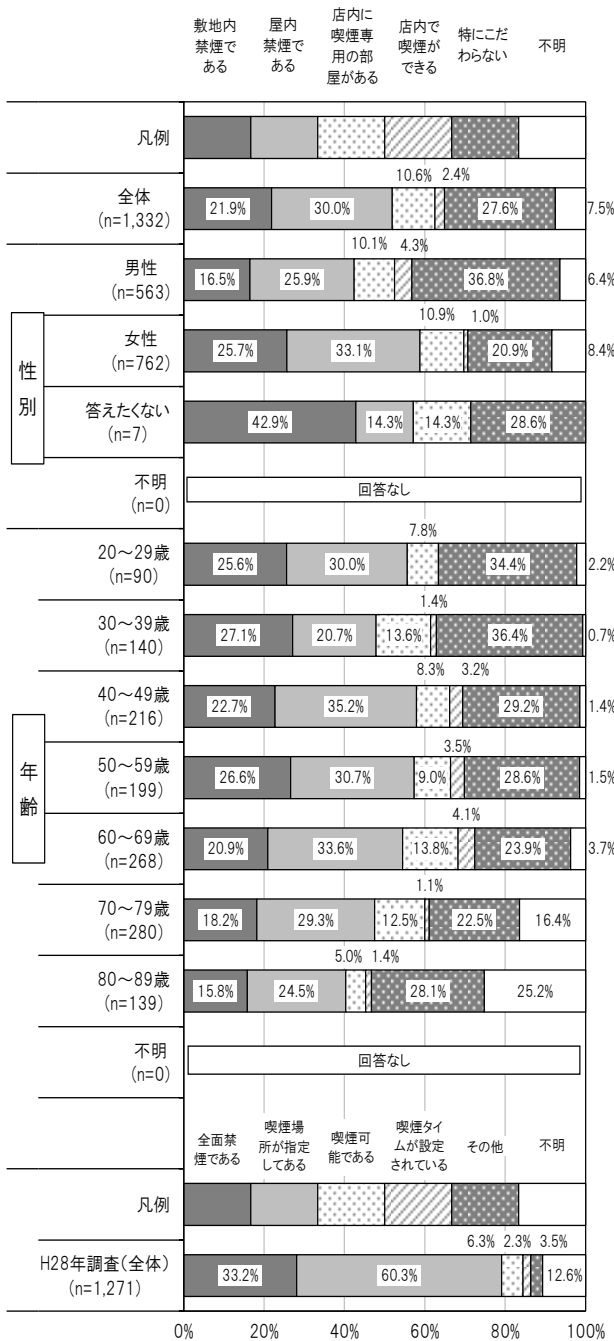 敷地内
禁煙で
ある
屋内
禁煙で
ある
店内に
喫煙専
用の部
屋がある
店内で
喫煙が
できる
特にこだ
わらない
不明
凡例
10.6% 2.4%
全体
(n=1,332)
21.9% 30.0% 27.6% 7.5%
10.1% 4.3%
男性
(n=563)
16.5% 25.9% 36.8% 6.4%
10.9% 1.0%
性別
女性
(n=762)
25.7% 33.1% 20.9% 8.4%
答えたくない
(n=7)
42.9% 14.3% 14.3% 28.6%
不明
(n=0)
回答なし
7.8%
20～29歳
(n=90)
25.6% 30.0% 34.4% 2.2%
1.4%
30～39歳
(n=140)
27.1% 20.7% 13.6% 36.4% 0.7%
8.3% 3.2%
40～49歳
(n=216)
22.7% 35.2% 29.2% 1.4%
3.5%
年齢
50～59歳
(n=199)
26.6% 30.7% 9.0% 28.6% 1.5%
4.1%
60～69歳
(n=268)
20.9% 33.6% 13.8% 23.9% 3.7%
1.1%
70～79歳
(n=280)
18.2% 29.3% 12.5% 22.5% 16.4%
5.0% 1.4%
80～89歳
(n=139)
15.8% 24.5% 28.1% 25.2%
不明
(n=0)
回答なし
全面禁
煙である
喫煙場
所が指定
してある
喫煙可
能である
喫煙タイ
ムが設定
されている
その他
不明
凡例
6.3% 2.3% 3.5%
H28年調査(全体)
(n=1,271)
33.2% 60.3% 12.6%
0% 20% 40% 60% 80% 100%